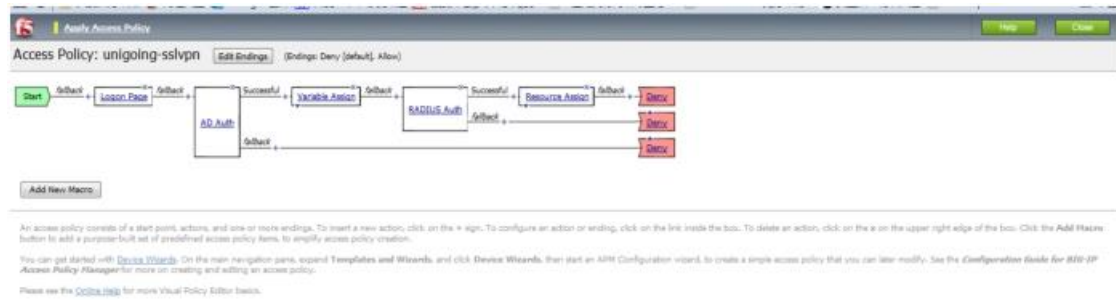 f5 Apply Access Policy Help Close
Access Policy: unigoing-sslvpn Edit Endings (Endings: Deny [default], Allow)
Start fallback + Logon Page fallback + AD Auth Successful + Variable Assign fallback + RADIUS Auth Successful + Resource Assign fallback + Deny
fallback + Deny
fallback + Deny
Add New Macro
An access policy consists of a start point, actions, and one or more endings. To insert a new action, click on the + sign. To configure an action or ending, click on the link inside the box. To delete an action, click on the x on the upper right edge of the box. Click the Add Macro
button to add a purpose-built set of predefined access policy items, to simplify access policy creation.
You can get started with Device Wizards. On the main navigation pane, expand Templates and Wizards, and click Device Wizards, then start an APM Configuration wizard, to create a simple access policy that you can later modify. See the Configuration Guide for BIG-IP
Access Policy Manager for more on creating and editing an access policy.
Please see the Online Help for more Visual Policy Editor basics.